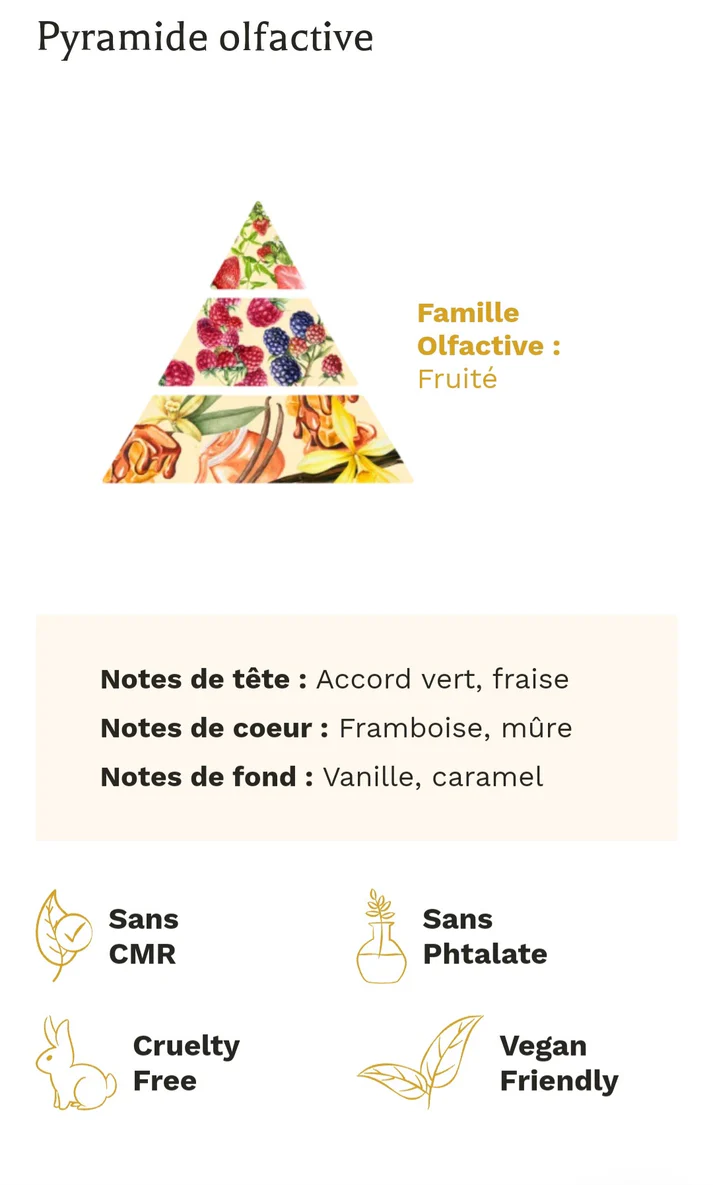 Pyramide olfactive
Famille
Olfactive :
Fruité
Notes de tête : Accord vert, fraise
Notes de coeur : Framboise, mûre
Notes de fond : Vanille, caramel
Sans
CMR
Sans
Phtalate
Cruelty
Free
Vegan
Friendly